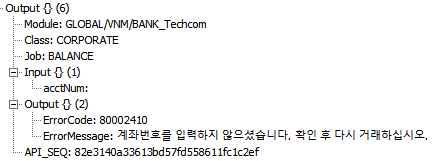 Output {} (6)
Module: GLOBAL/VNM/BANK_Techcom
Class: CORPORATE
Job: BALANCE
Input {} (1)
acctNum:
Output {} (2)
ErrorCode: 80002410
ErrorMessage: 계좌번호를 입력하지 않으셨습니다. 확인 후 다시 거래하십시오.
API_SEQ: 82e3140a33613bd57fd558611fc1c2ef